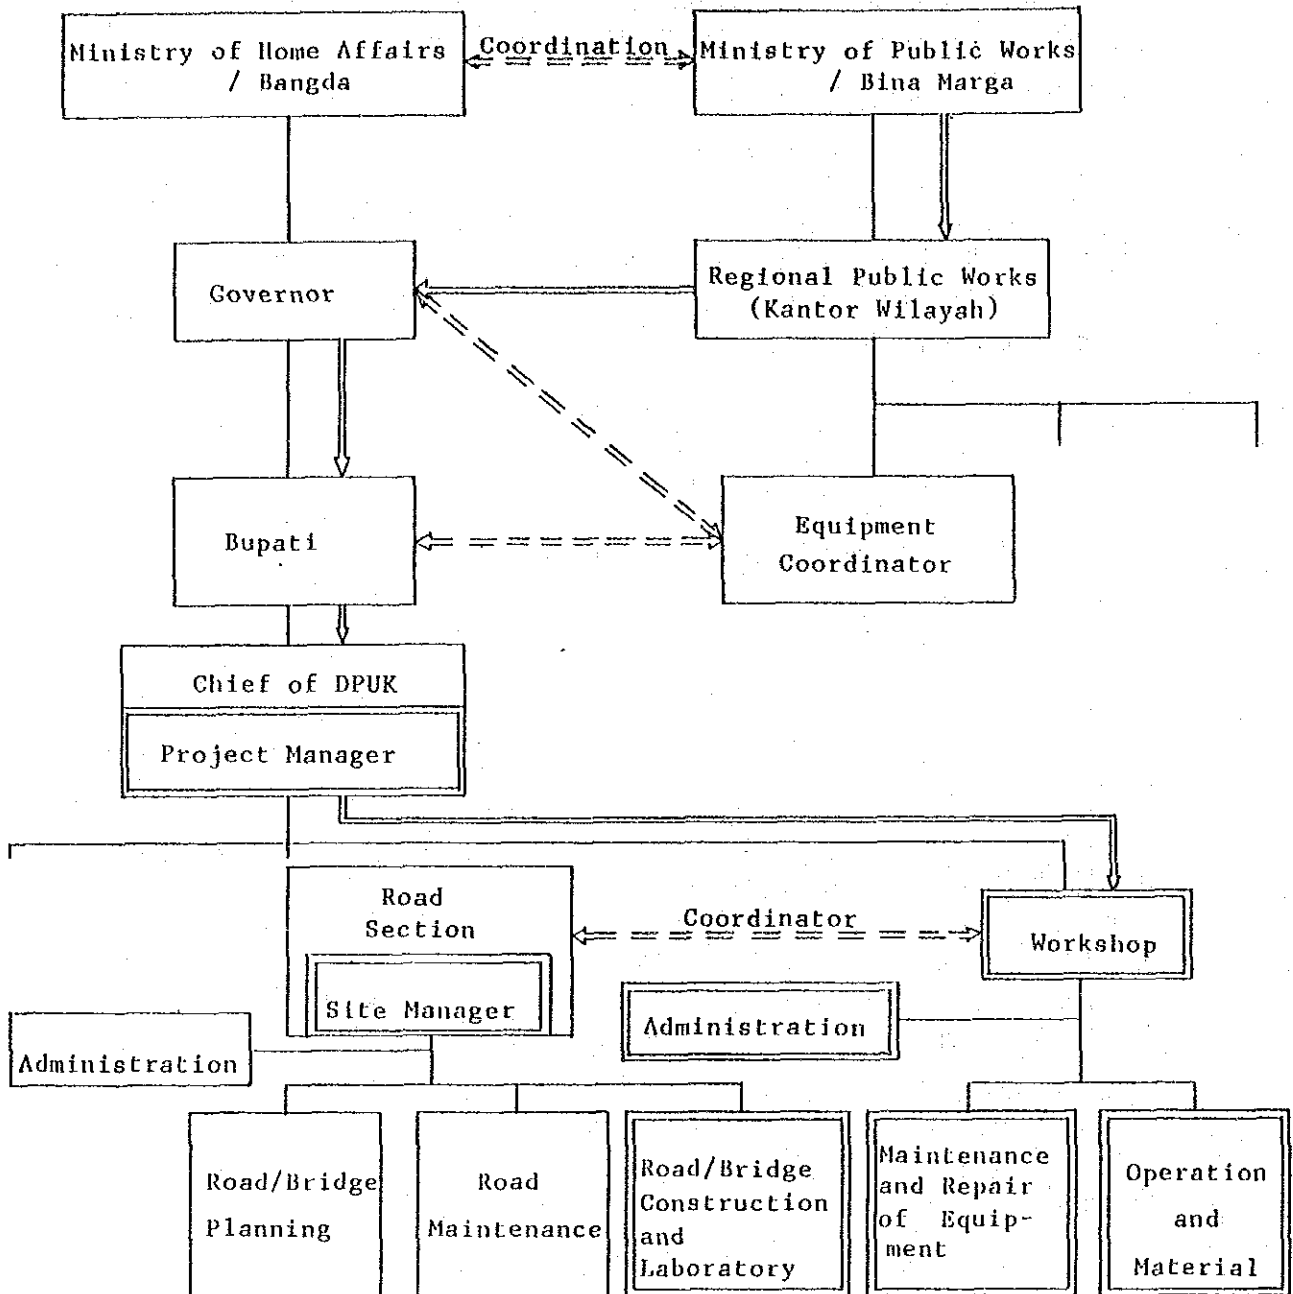 Ministry of Home Affairs
/ Bangda
Coordination
Ministry of Public Works
/ Bina Marga
Governor
Regional Public Works
(Kantor Wilayah)
Bupati
Equipment
Coordinator
Chief of DPUK
Project Manager
Road
Section
Site Manager
Coordinator
Workshop
Administration
Administration
Road/Bridge
Planning
Road
Maintenance
Road/Bridge
Construction
and
Laboratory
Maintenance
and Repair
of Equip-
ment
Operation
and
Material